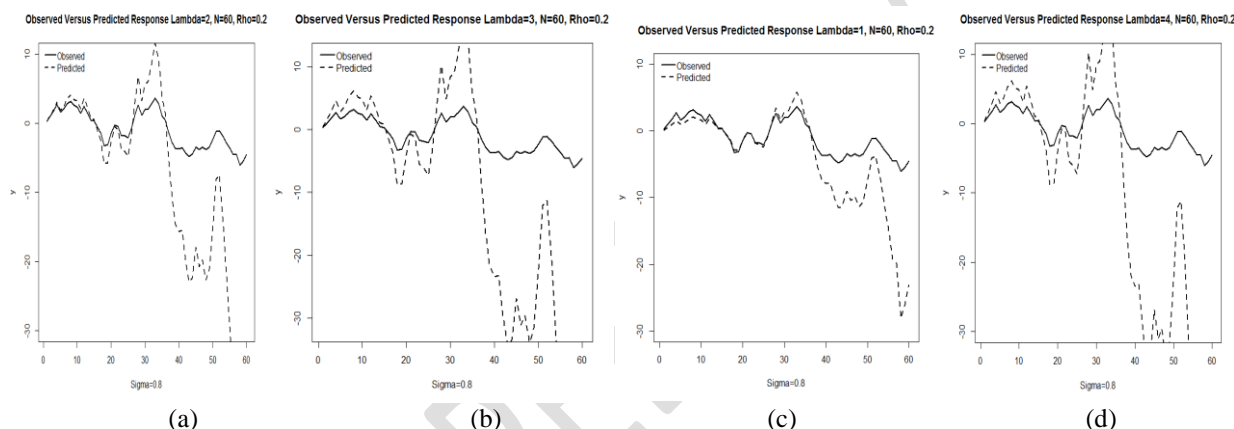 Observed Versus Predicted Response Lambda=2, N=60, Rho=0.2
Observed
Predicted
y
10
0
-10
-20
-30
0 10 20 30 40 50 60
Sigma=0.8
(a)
Observed Versus Predicted Response Lambda=3, N=60, Rho=0.2
Observed
Predicted
y
10
0
-10
-20
-30
0 10 20 30 40 50 60
Sigma=0.8
(b)
Observed Versus Predicted Response Lambda=1, N=60, Rho=0.2
Observed
Predicted
y
10
0
-10
-20
-30
0 10 20 30 40 50 60
Sigma=0.8
(c)
Observed Versus Predicted Response Lambda=4, N=60, Rho=0.2
Observed
Predicted
y
10
0
-10
-20
-30
0 10 20 30 40 50 60
Sigma=0.8
(d)